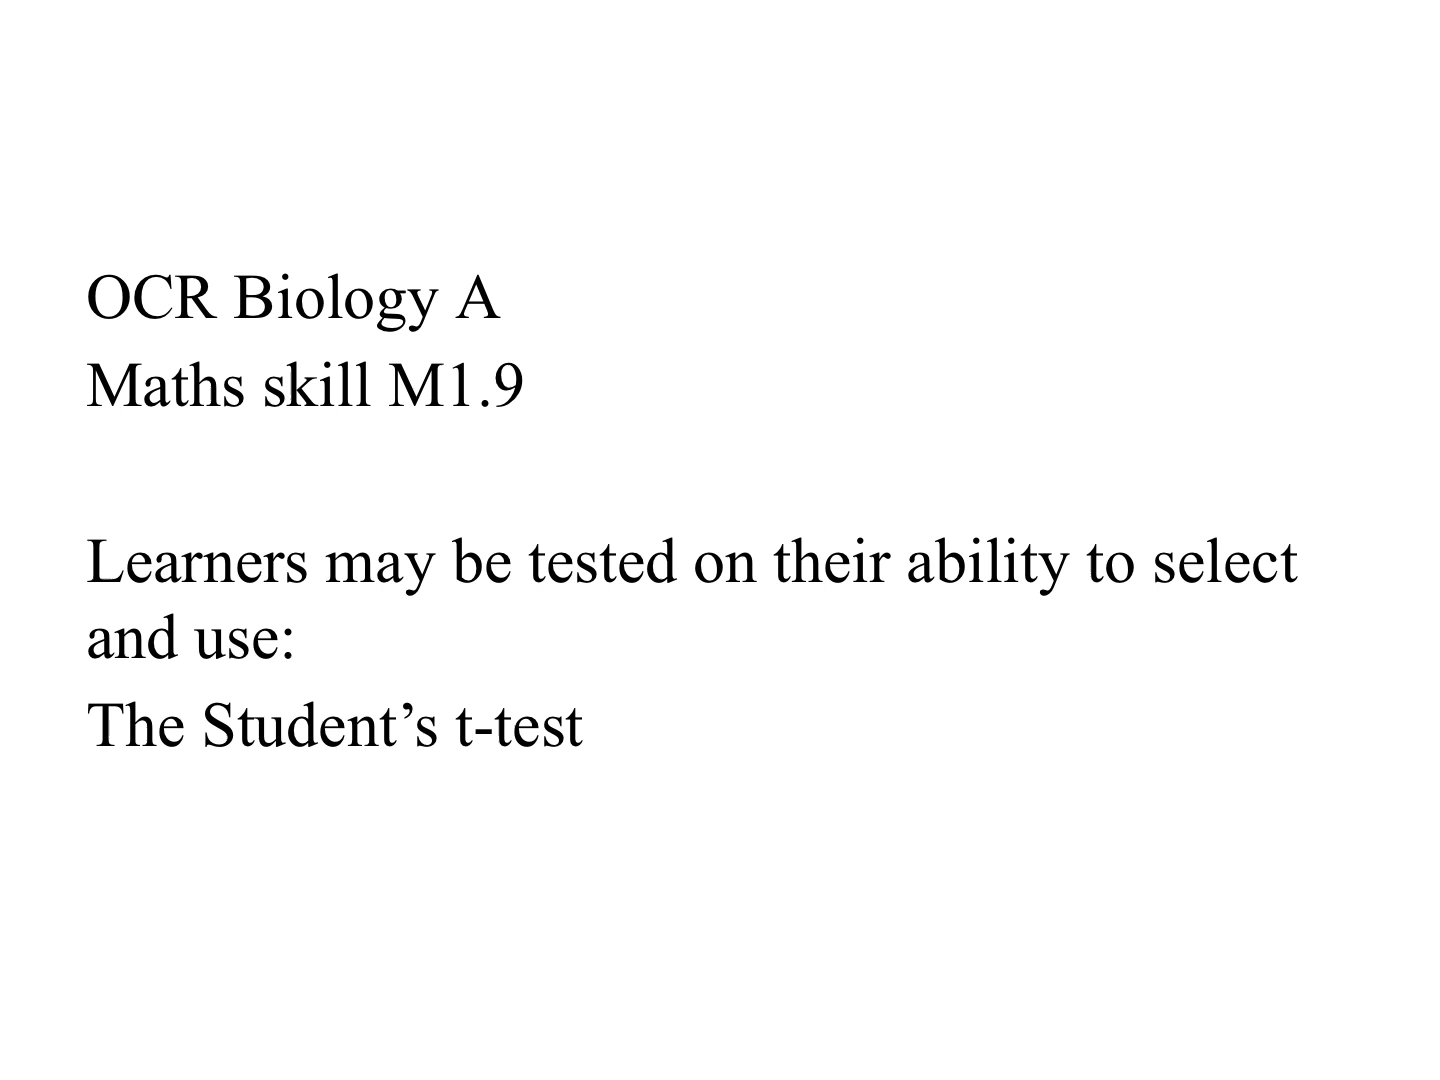 OCR Biology A
Maths skill M1.9
Learners may be tested on their ability to select
and use:
The Student’s t-test